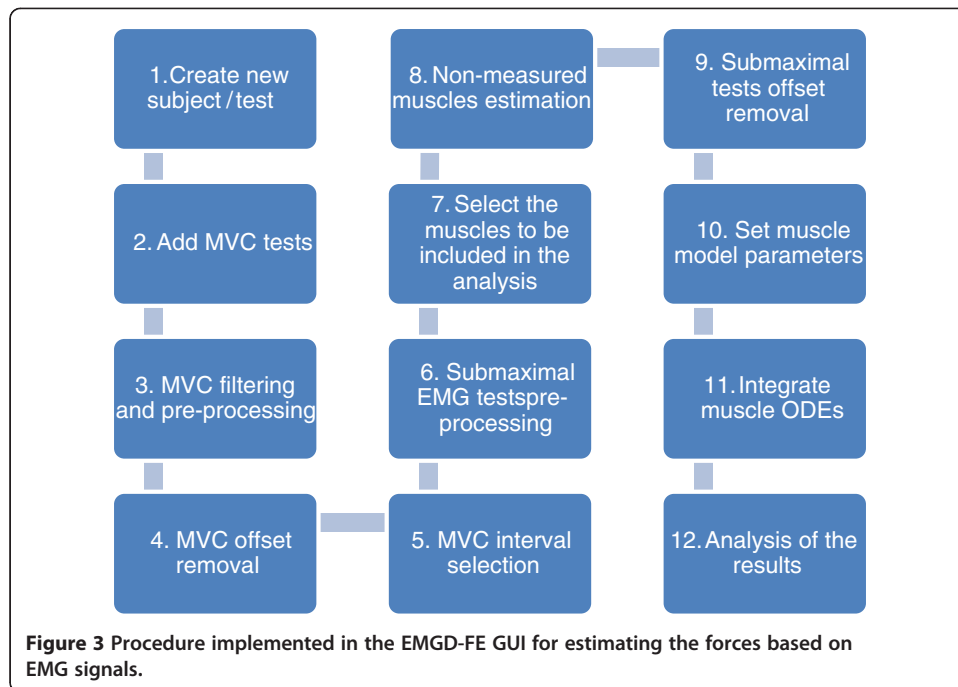 1.Create new
subject/test
2. Add MVC tests
3. MVC filtering
and pre-processing
4. MVC offset
removal
5. MVC interval
selection
6. Submaximal
EMG testspre-
processing
7. Select the
muscles to be
included in the
analysis
8. Non-measured
muscles estimation
9. Submaximal
tests offset
removal
10. Set muscle
model parameters
11. Integrate
muscle ODEs
12. Analysis of the
results
Figure 3 Procedure implemented in the EMGD-FE GUI for estimating the forces based on
EMG signals.